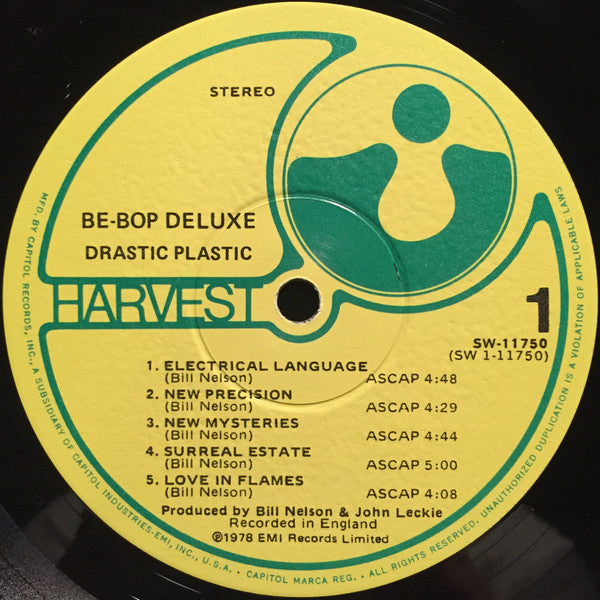 STEREO
BE-BOP DELUXE
DRASTIC PLASTIC
HARVEST
1
SW-11750
(SW 1-11750)
1. ELECTRICAL LANGUAGE
(Bill Nelson) ASCAP 4:48
2. NEW PRECISION
(Bill Nelson) ASCAP 4:29
3. NEW MYSTERIES
(Bill Nelson) ASCAP 4:44
4. SURREAL ESTATE
(Bill Nelson) ASCAP 5:00
5. LOVE IN FLAMES
(Bill Nelson) ASCAP 4:08
Produced by Bill Nelson & John Leckie
Recorded in England
℗1978 EMI Records Limited
MFD. BY CAPITOL RECORDS, INC., A SUBSIDIARY OF CAPITOL INDUSTRIES-EMI, INC., U.S.A. • CAPITOL MARCA REG. • ALL RIGHTS RESERVED. UNAUTHORIZED DUPLICATION IS A VIOLATION OF APPLICABLE LAWS